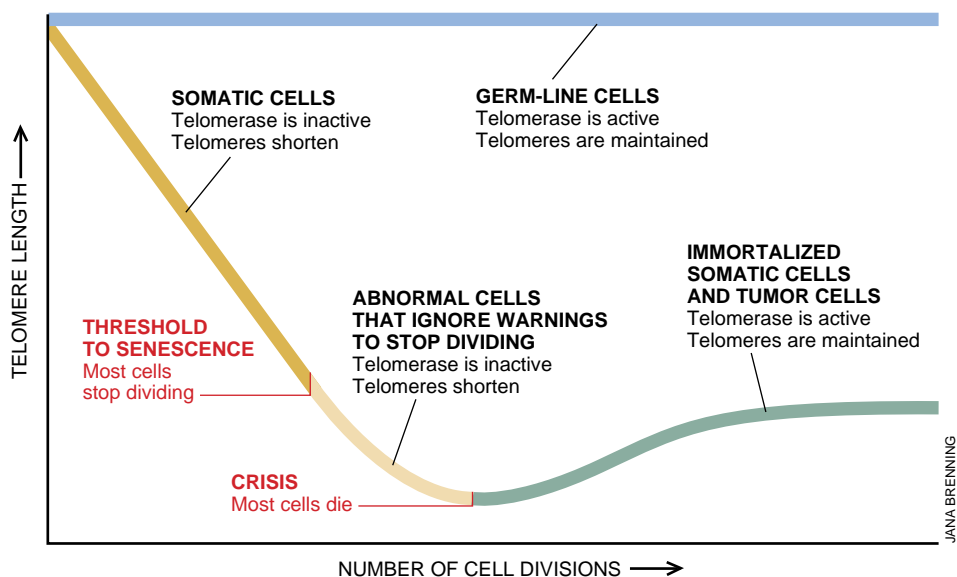 SOMATIC CELLS
Telomerase is inactive
Telomeres shorten
GERM-LINE CELLS
Telomerase is active
Telomeres are maintained
TELOMERE LENGTH
THRESHOLD
TO SENESCENCE
Most cells
stop dividing
ABNORMAL CELLS
THAT IGNORE WARNINGS
TO STOP DIVIDING
Telomerase is inactive
Telomeres shorten
IMMORTALIZED
SOMATIC CELLS
AND TUMOR CELLS
Telomerase is active
Telomeres are maintained
CRISIS
Most cells die
JANA BRENNING
NUMBER OF CELL DIVISIONS